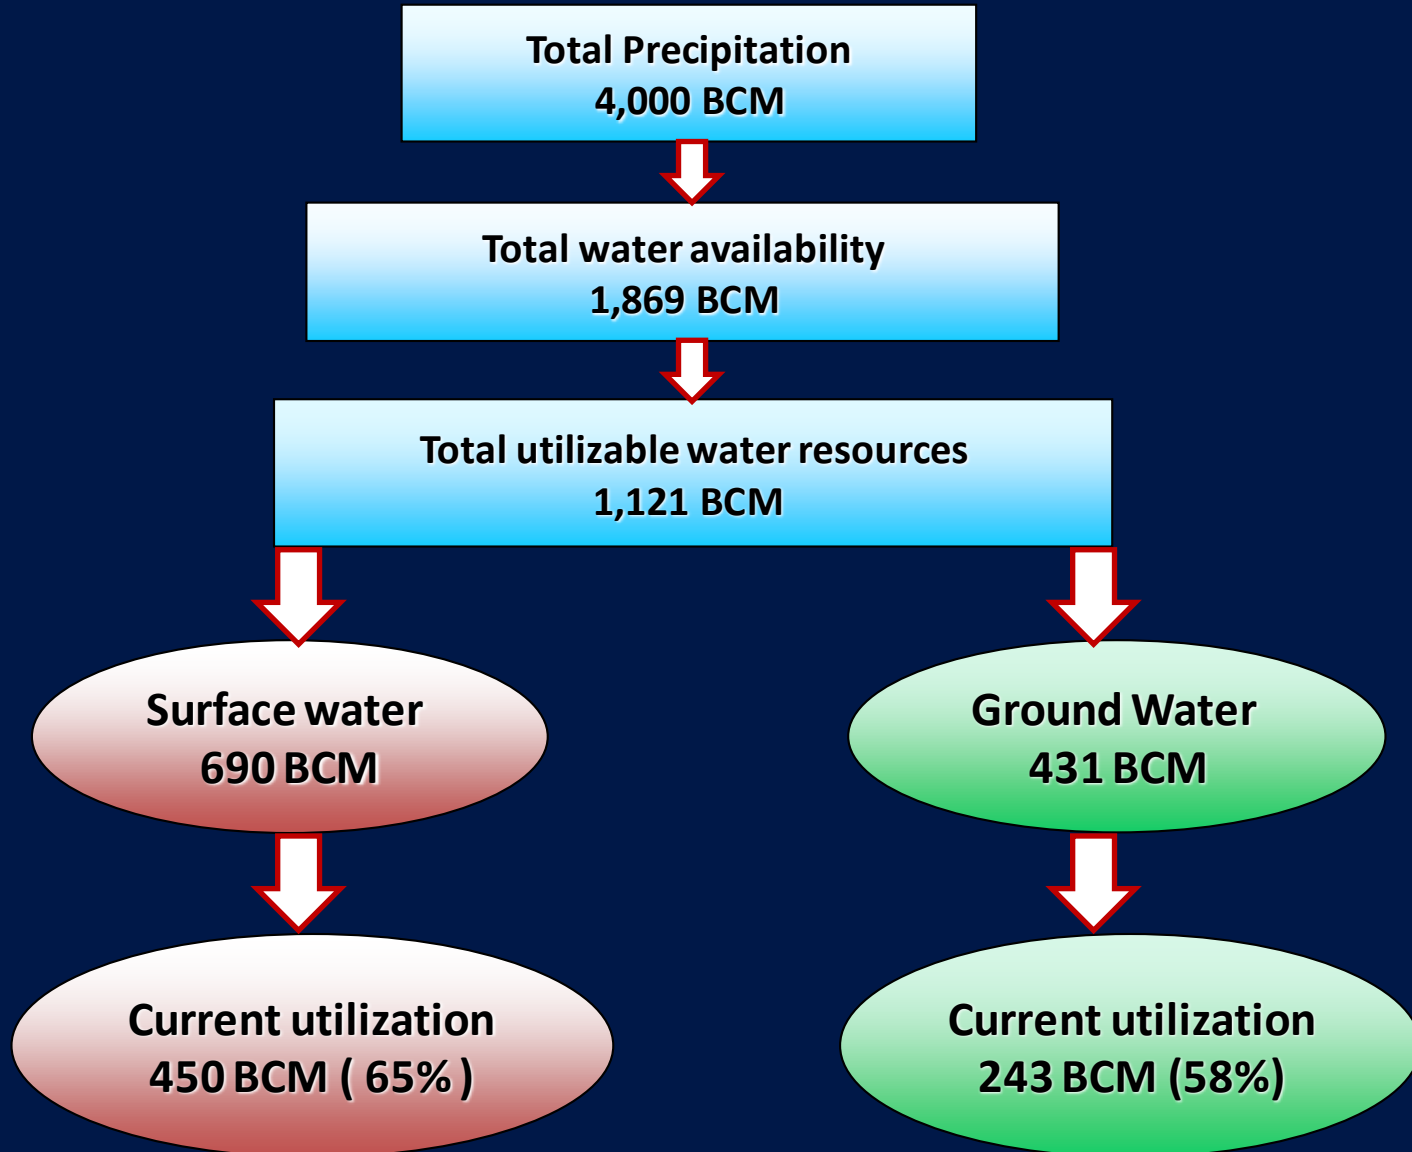 Total Precipitation
4,000 BCM
Total water availability
1,869 BCM
Total utilizable water resources
1,121 BCM
Surface water
690 BCM
Ground Water
431 BCM
Current utilization
450 BCM ( 65% )
Current utilization
243 BCM (58%)